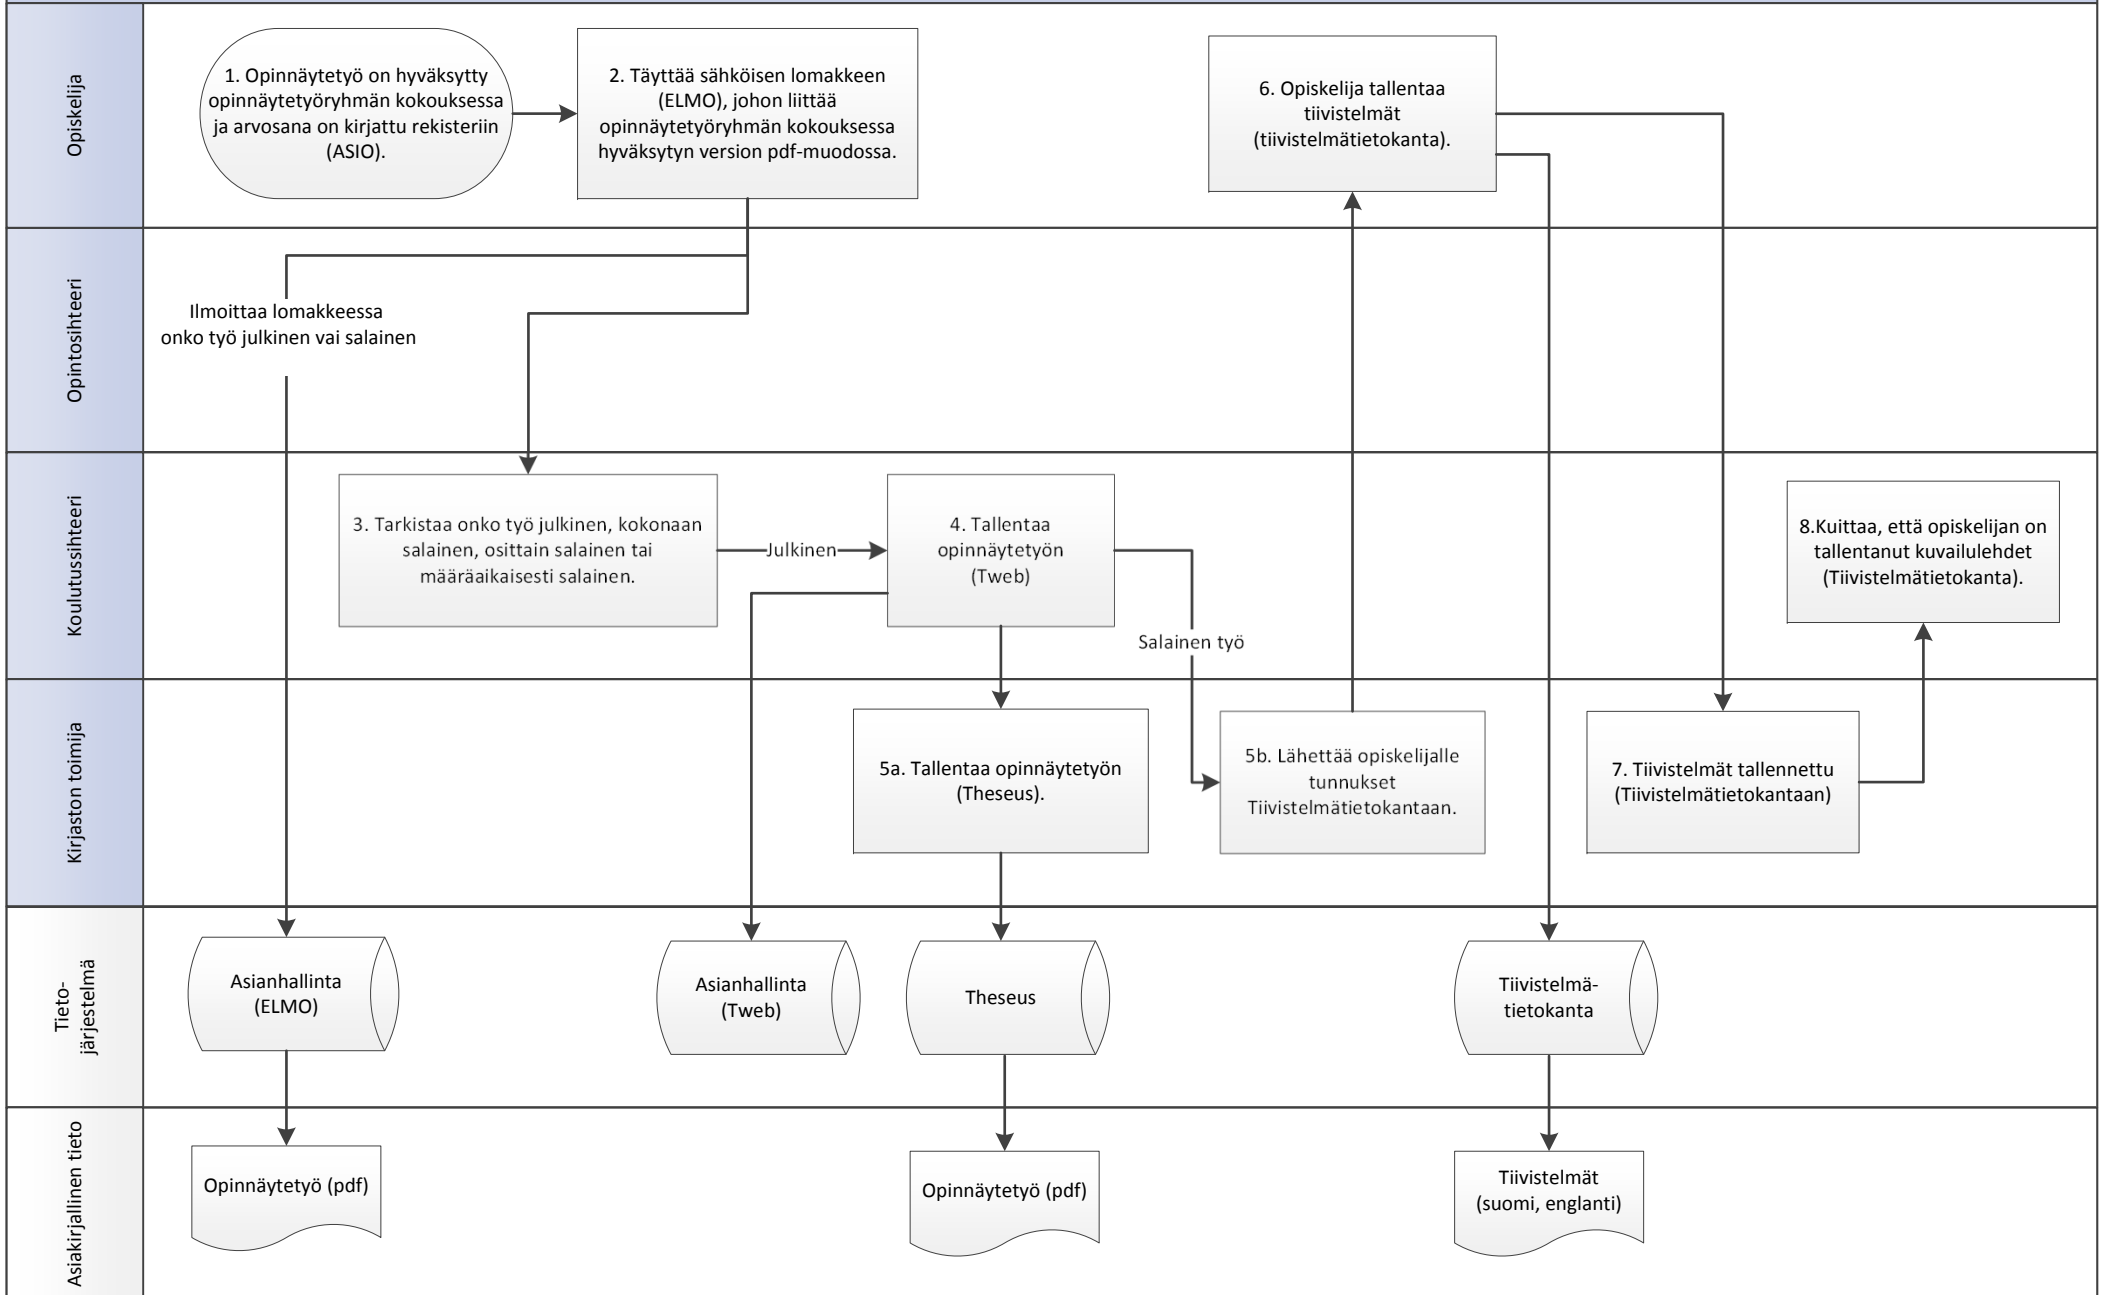 Opiskelija
1. Opinnäytetyö on hyväksytty
opinnäytetyöryhmän kokouksessa
ja arvosana on kirjattu rekisteriin
(ASIO).
2. Täyttää sähköisen lomakkeen
(ELMO), johon liittää
opinnäytetyöryhmän kokouksessa
hyväksytyn version pdf-muodossa.
6. Opiskelija tallentaa
tiivistelmät
(tiivistelmätietokanta).
Opintosihteeri
Ilmoittaa lomakkeessa
onko työ julkinen vai salainen
Koulutusihteeri
3. Tarkistaa onko työ julkinen, kokonaan
salainen, osittain salainen tai
määräaikaisesti salainen.
Julkinen
4. Tallentaa
opinnäytetyön
(Tweb)
Salainen työ
8.Kuittaa, että opiskelijan on
tallentanut kuvailulehdet
(Tiivistelmätietokanta).
Kirjaston toimija
5a. Tallentaa opinnäytetyön
(Theseus).
5b. Lähettää opiskelijalle
tunnukset
Tiivistelmätietokantaan.
7. Tiivistelmät tallennettu
(Tiivistelmätietokantaan)
Tieto-
järjestelmä
Asianhallinta
(ELMO)
Asianhallinta
(Tweb)
Theseus
Tiivistelmä-
tietokanta
Asiakirjallinen tieto
Opinnäytetyö (pdf)
Opinnäytetyö (pdf)
Tiivistelmät
(suomi, englanti)